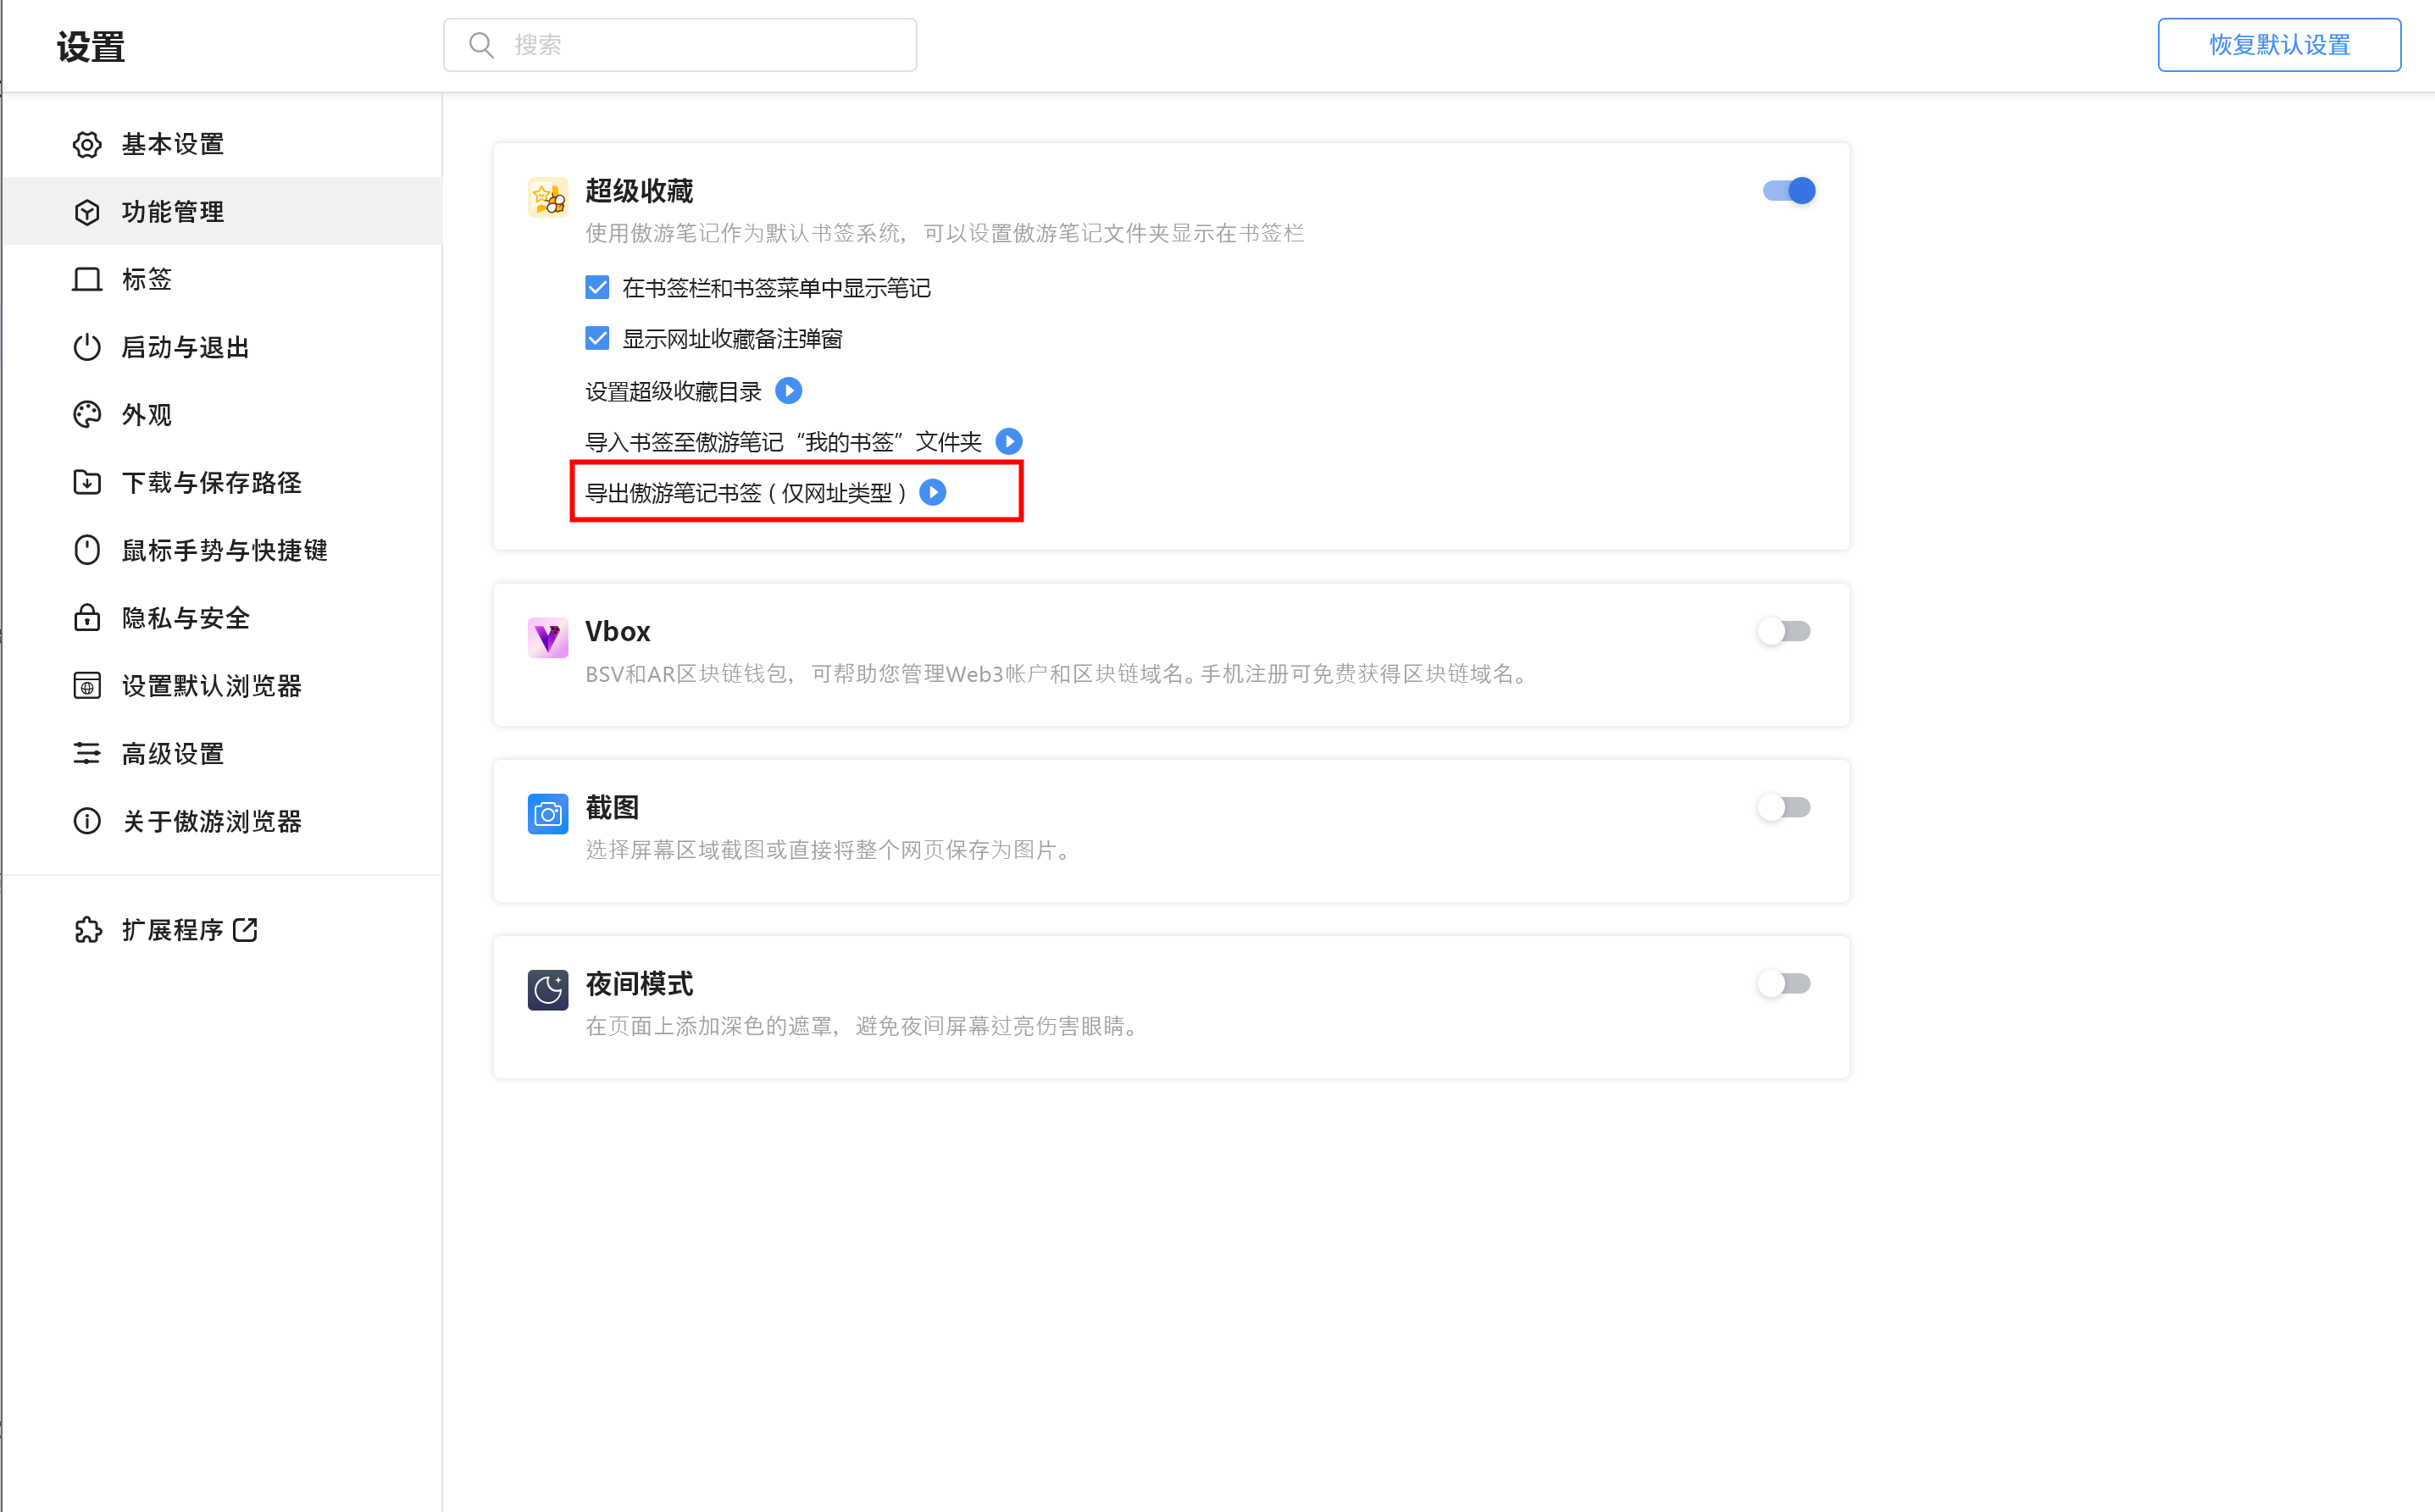 设置
搜索
恢复默认设置
基本设置
功能管理
标签
启动与退出
外观
下载与保存路径
鼠标手势与快捷键
隐私与安全
设置默认浏览器
高级设置
关于傲游浏览器
扩展程序
超级收藏
使用傲游笔记作为默认书签系统，可以设置傲游笔记文件夹显示在书签栏
在书签栏和书签菜单中显示笔记
显示网址收藏备注弹窗
设置超级收藏目录
导入书签至傲游笔记“我的书签”文件夹
导出傲游笔记书签（仅网址类型）
Vbox
BSV和AR区块链钱包，可帮助您管理Web3帐户和区块链域名。手机注册可免费获得区块链域名。
截图
选择屏幕区域截图或直接将整个网页保存为图片。
夜间模式
在页面上添加深色的遮罩，避免夜间屏幕过亮伤害眼睛。